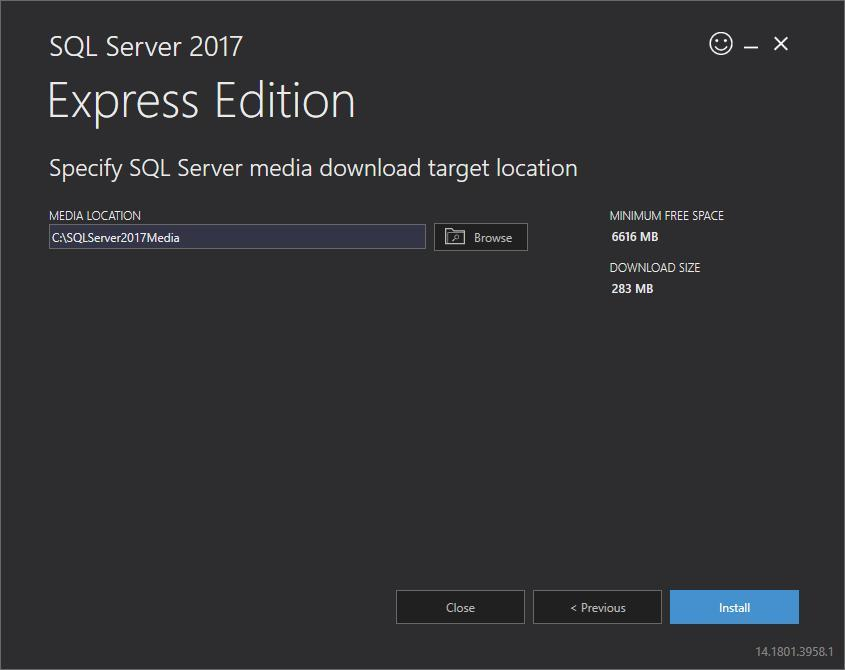 SQL Server 2017
Express Edition
Specify SQL Server media download target location
MEDIA LOCATION
C:\SQLServer2017Media
Browse
MINIMUM FREE SPACE
6616 MB
DOWNLOAD SIZE
283 MB
Close
< Previous
Install
14.1801.3958.1